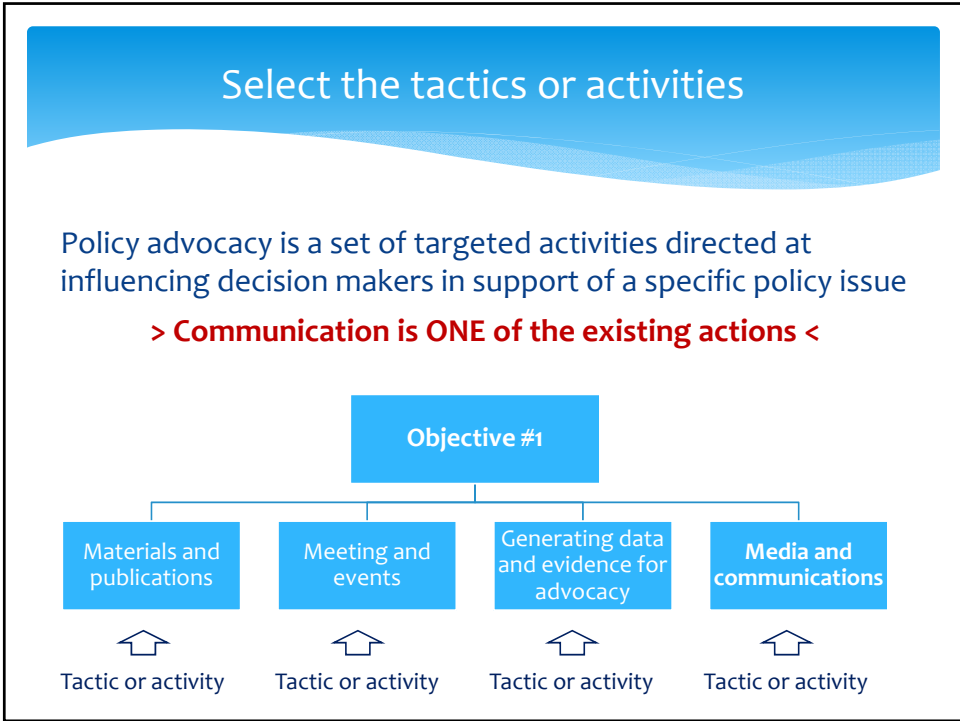 Select the tactics or activities
Policy advocacy is a set of targeted activities directed at
influencing decision makers in support of a specific policy issue
> Communication is ONE of the existing actions <
Objective #1
Materials and
publications
Meeting and
events
Generating data
and evidence for
advocacy
Media and
communications
Tactic or activity
Tactic or activity
Tactic or activity
Tactic or activity